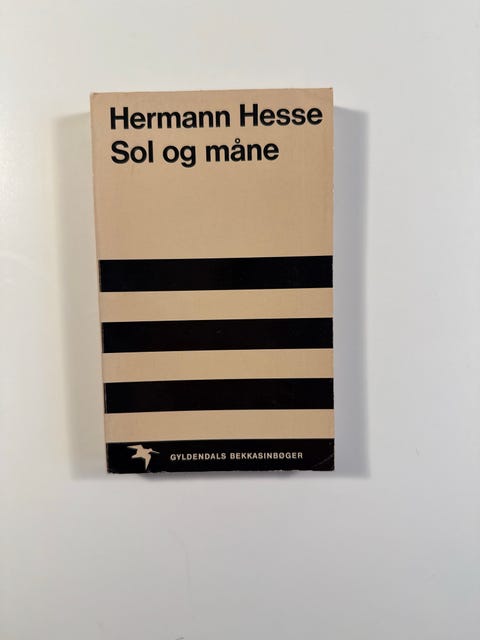 Hermann Hesse
Sol og måne
GYLDENDALS BEKKASINBØGER